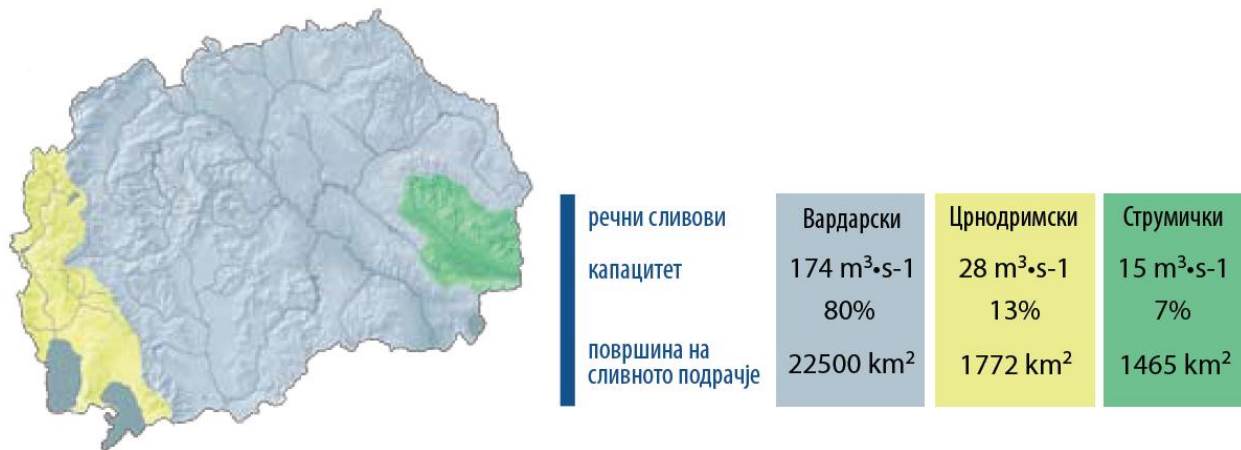 речни сливови Вардарски Црнодримски Струмички
капацитет 174 m³•s-1 28 m³•s-1 15 m³•s-1
80% 13% 7%
површина на
сливното подрачје 22500 km² 1772 km² 1465 km²